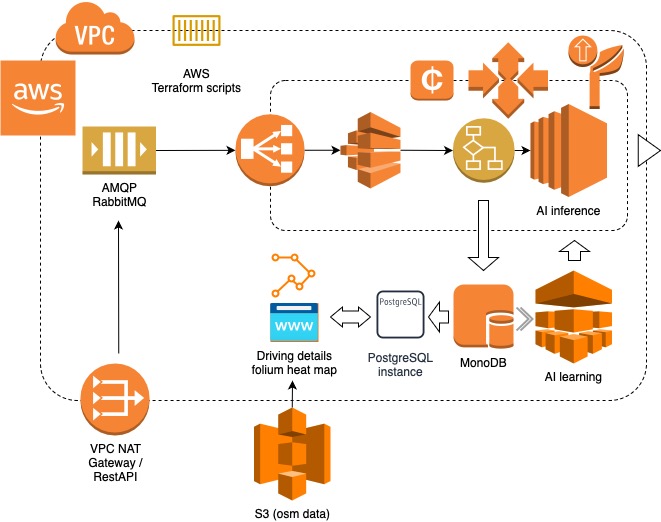 VPC
aws
AWS
Terraform scripts
₵
AMQP
RabbitMQ
AI inference
PostgreSQL
www
Driving details
folium heat map
PostgreSQL
instance
MonoDB
AI learning
VPC NAT
Gateway /
RestAPI
S3 (osm data)